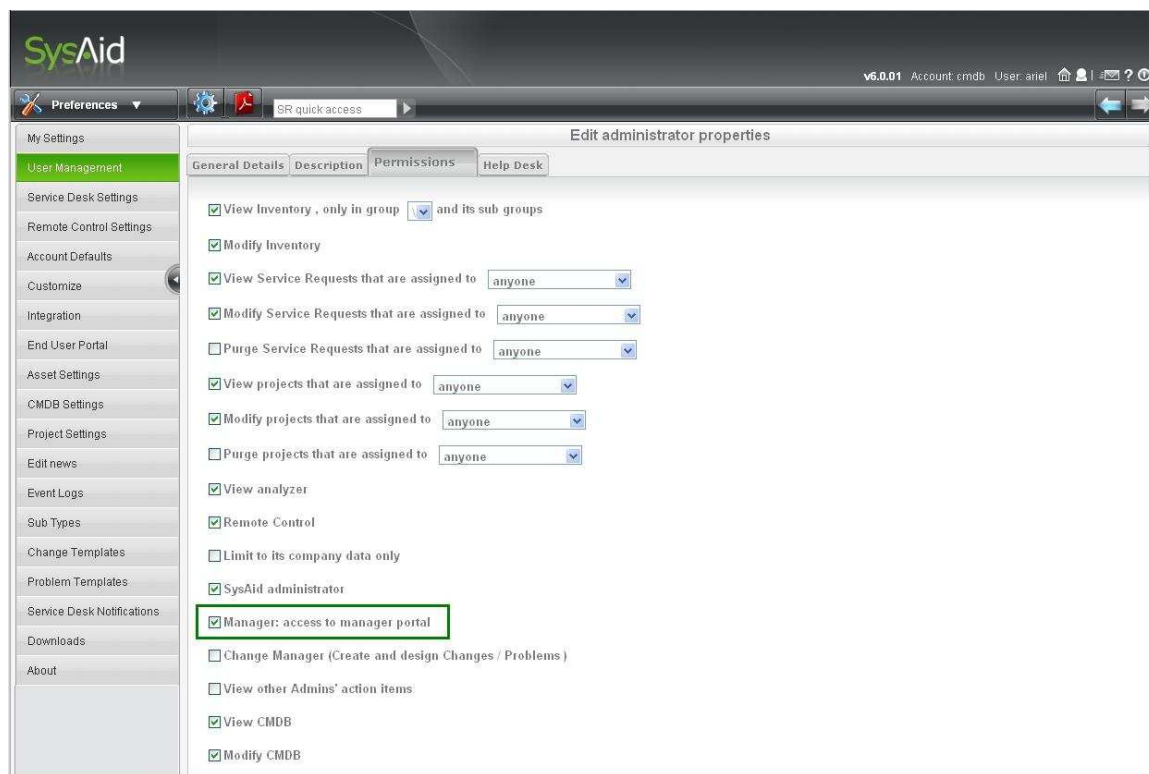 SysAid
v6.0.01 Account: cmdb User: ariel
Preferences
SR quick access
My Settings
User Management
Service Desk Settings
Remote Control Settings
Account Defaults
Customize
Integration
End User Portal
Asset Settings
CMDB Settings
Project Settings
Edit news
Event Logs
Sub Types
Change Templates
Problem Templates
Service Desk Notifications
Downloads
About
Edit administrator properties
General Details Description Permissions Help Desk
View Inventory , only in group \ and its sub groups
Modify Inventory
View Service Requests that are assigned to anyone
Modify Service Requests that are assigned to anyone
Purge Service Requests that are assigned to anyone
View projects that are assigned to anyone
Modify projects that are assigned to anyone
Purge projects that are assigned to anyone
View analyzer
Remote Control
Limit to its company data only
SysAid administrator
Manager: access to manager portal
Change Manager (Create and design Changes / Problems )
View other Admins' action items
View CMDB
Modify CMDB